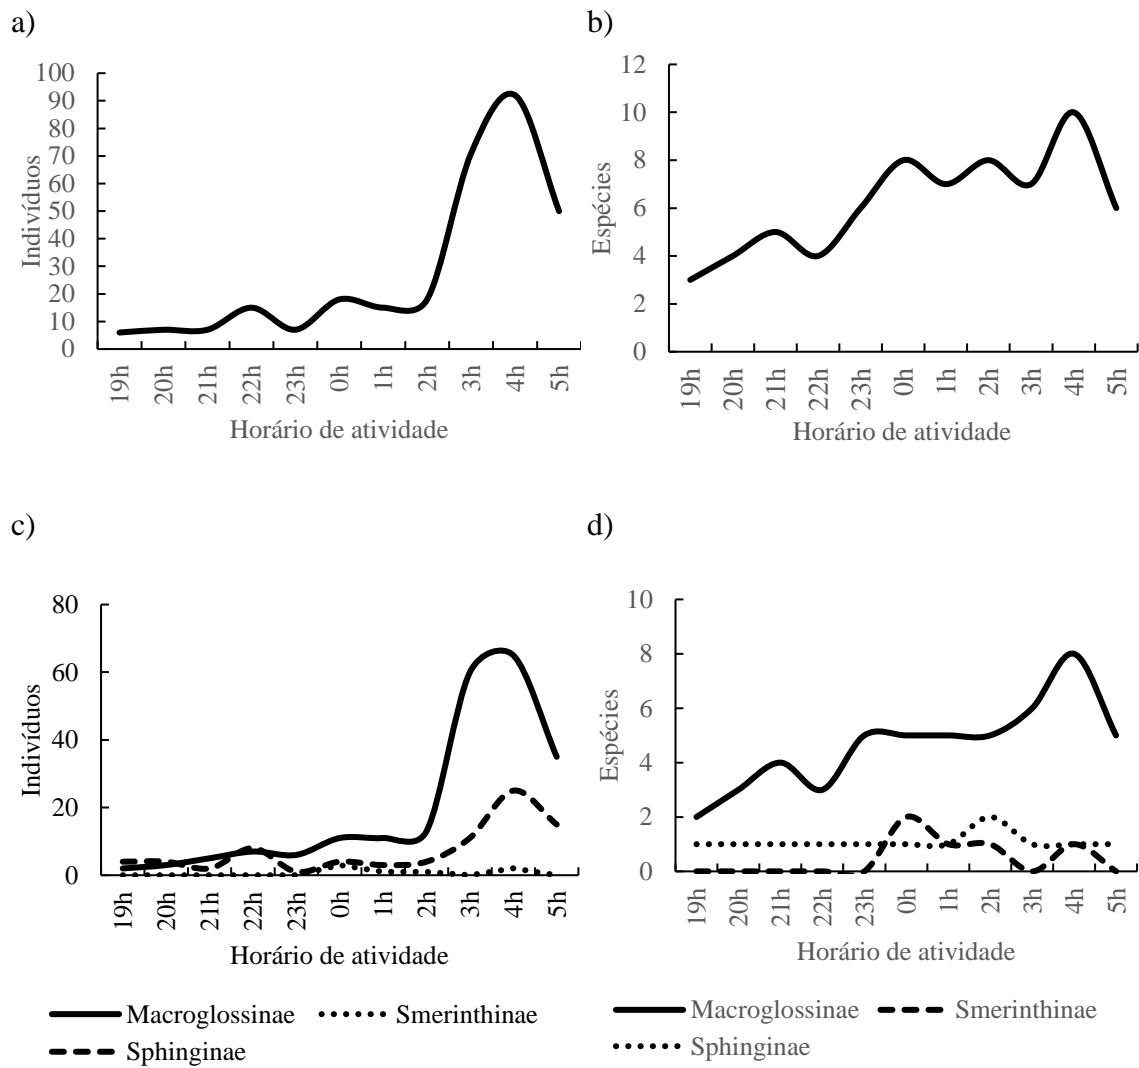 a)
100
90
80
70
60
50
40
30
20
10
0
Indivíduos
19h
20h
21h
22h
23h
0h
1h
2h
3h
4h
5h
Horário de atividade
b)
12
10
8
6
4
2
0
Espécies
19h
20h
21h
22h
23h
0h
1h
2h
3h
4h
5h
Horário de atividade
c)
80
60
40
20
0
Indivíduos
19h
20h
21h
22h
23h
0h
1h
2h
3h
4h
5h
Horário de atividade
Macroglossinae
Smerinthinae
Sphinginae
d)
10
8
6
4
2
0
Espécies
19h
20h
21h
22h
23h
0h
1h
2h
3h
4h
5h
Horário de atividade
Macroglossinae
Smerinthinae
Sphinginae